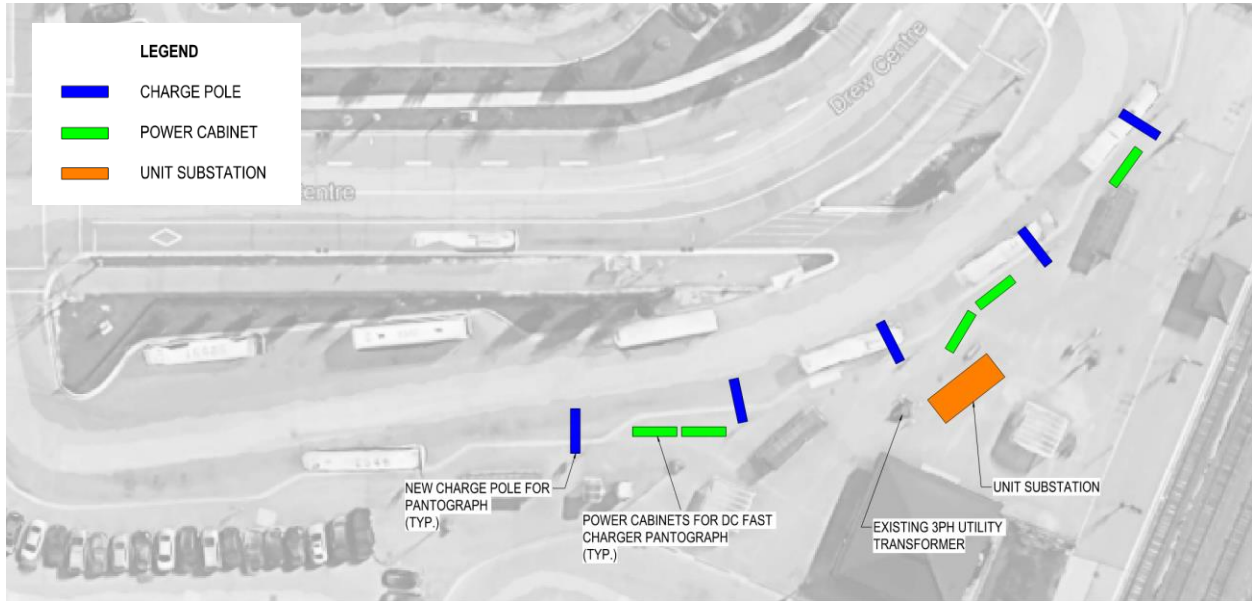 LEGEND
CHARGE POLE
POWER CABINET
UNIT SUBSTATION
Drew Centre
Centre
NEW CHARGE POLE FOR
PANTOGRAPH
(TYP.)
POWER CABINETS FOR DC FAST
CHARGER PANTOGRAPH
(TYP.)
EXISTING 3PH UTILITY
TRANSFORMER
UNIT SUBSTATION